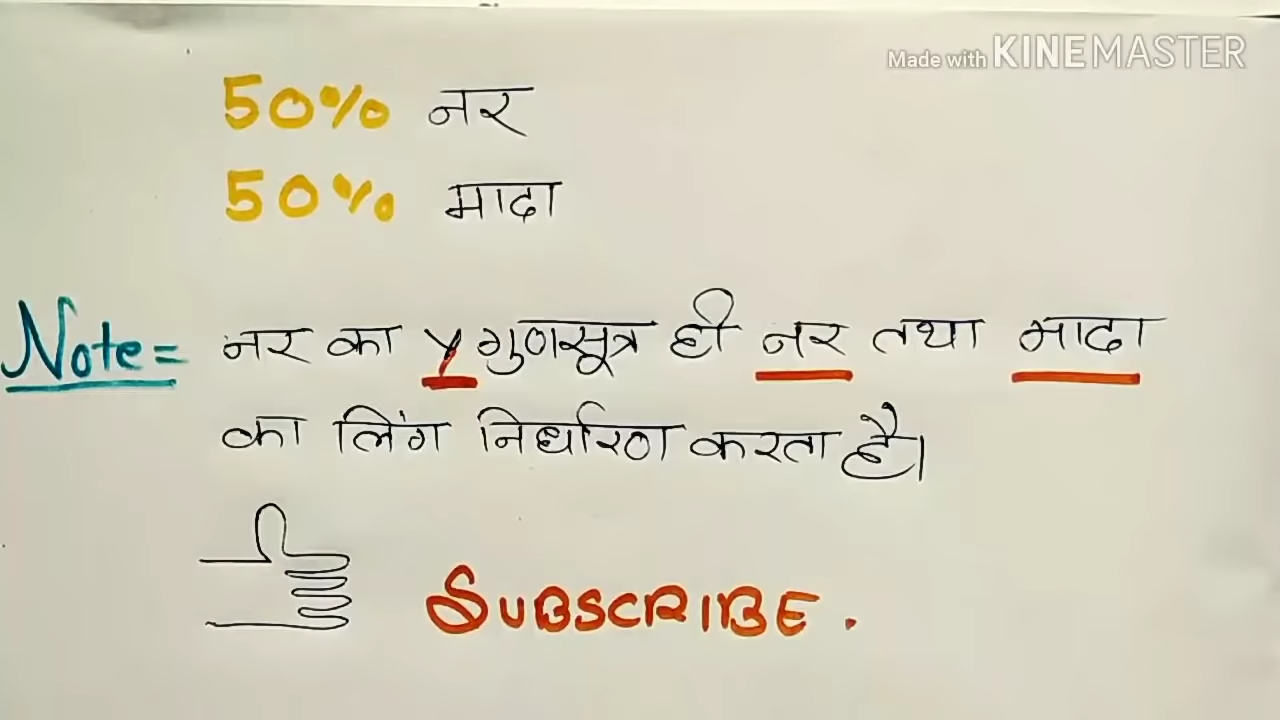 Made with KINEMASTER
50% नर
50% मादा
Note= नर का Y गुणसूत्र ही नर तथा मादा
का लिंग निर्धारण करता है।
SUBSCRIBE.